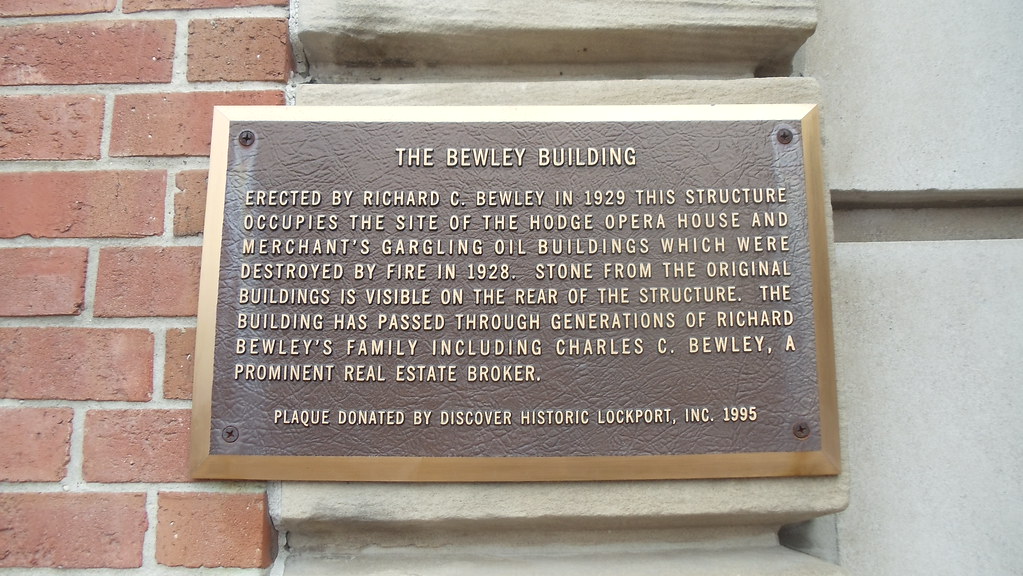 THE BEWLEY BUILDING
ERECTED BY RICHARD C. BEWLEY IN 1929 THIS STRUCTURE
OCCUPIES THE SITE OF THE HODGE OPERA HOUSE AND
MERCHANT'S GARGLING OIL BUILDINGS WHICH WERE
DESTROYED BY FIRE IN 1928. STONE FROM THE ORIGINAL
BUILDINGS IS VISIBLE ON THE REAR OF THE STRUCTURE. THE
BUILDING HAS PASSED THROUGH GENERATIONS OF RICHARD
BEWLEY'S FAMILY INCLUDING CHARLES C. BEWLEY, A
PROMINENT REAL ESTATE BROKER.
PLAQUE DONATED BY DISCOVER HISTORIC LOCKPORT, INC. 1995